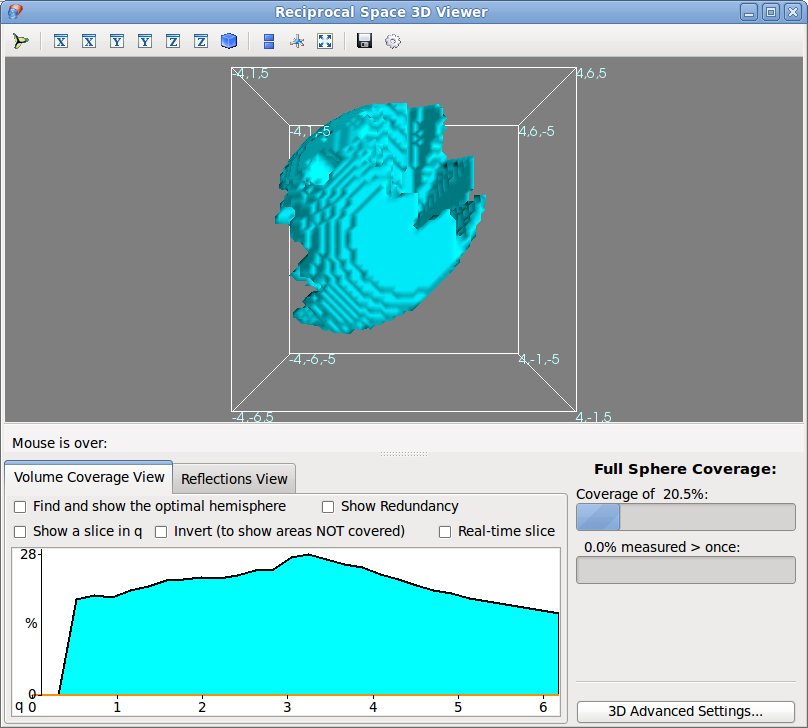 Reciprocal Space 3D Viewer
X X Y Y Z Z
-4,1,5 4,6,5
-4,1,-5 4,6,-5
-4,-6,-5 4,-1,-5
-4,-6,5 4,-1,5
Mouse is over:
Volume Coverage View Reflections View
Find and show the optimal hemisphere Show Redundancy
Show a slice in q Invert (to show areas NOT covered) Real-time slice
28
%
0
q 0 1 2 3 4 5 6
Full Sphere Coverage:
Coverage of 20.5%:
0.0% measured > once:
3D Advanced Settings...